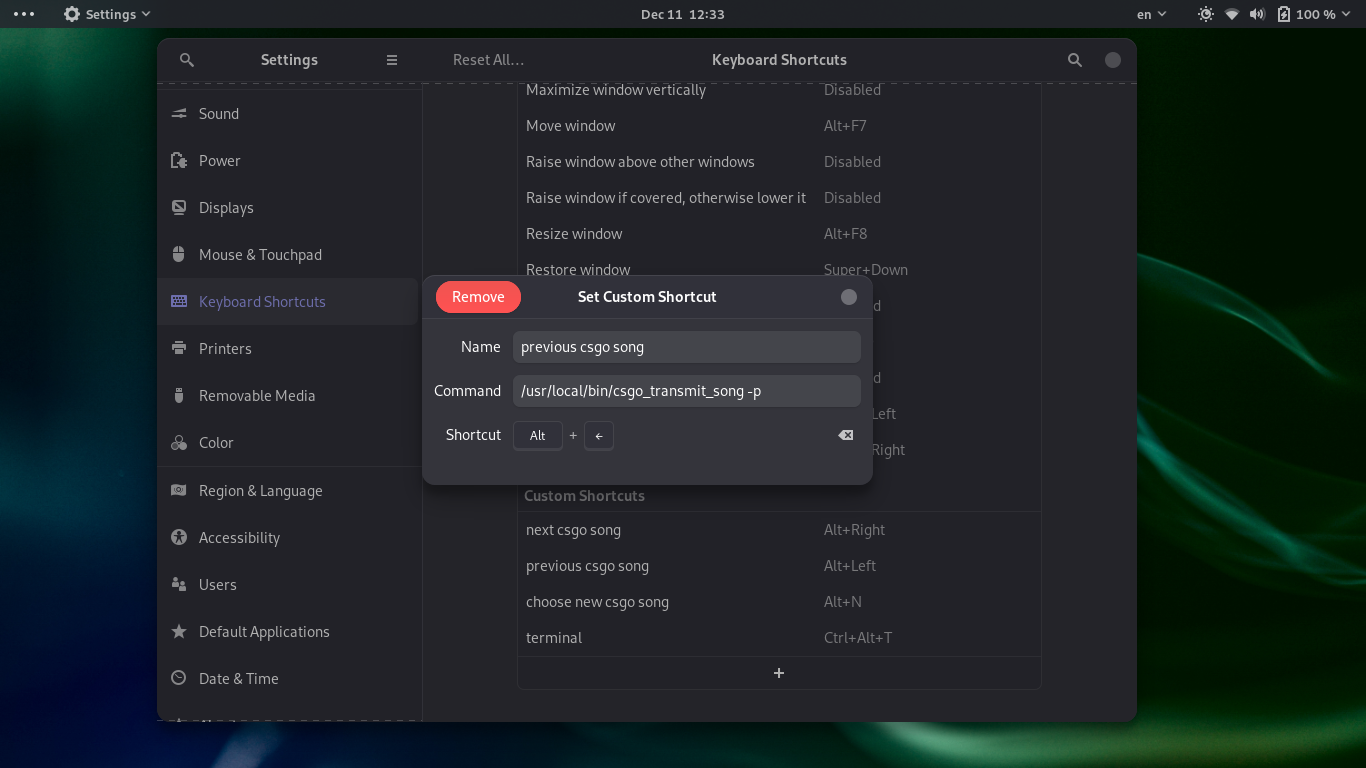 Settings
Dec 11 12:33
en
100 %
Settings
Reset All...
Keyboard Shortcuts
Sound
Power
Displays
Mouse & Touchpad
Keyboard Shortcuts
Printers
Removable Media
Color
Region & Language
Accessibility
Users
Default Applications
Date & Time
Maximize window vertically Disabled
Move window Alt+F7
Raise window above other windows Disabled
Raise window if covered, otherwise lower it Disabled
Resize window Alt+F8
Restore window Super+Down
Left
Right
Remove
Set Custom Shortcut
Name previous csgo song
Command /usr/local/bin/csgo_transmit_song -p
Shortcut Alt + ←
Custom Shortcuts
next csgo song Alt+Right
previous csgo song Alt+Left
choose new csgo song Alt+N
terminal Ctrl+Alt+T
+